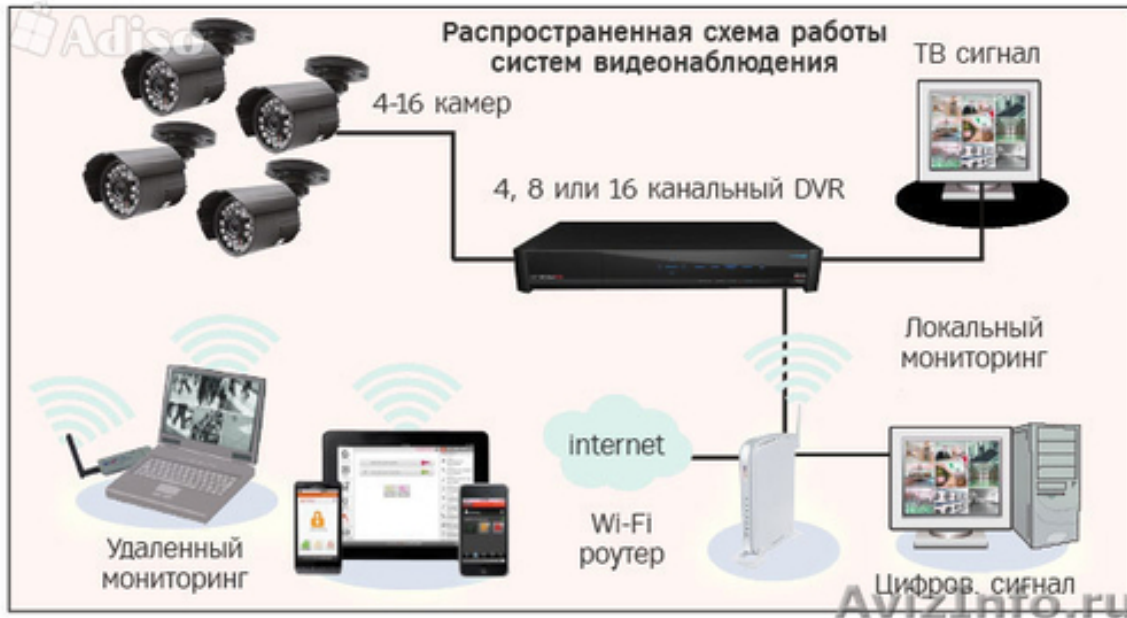 Adiso
Распространенная схема работы
систем видеонаблюдения
ТВ сигнал
4-16 камер
4, 8 или 16 канальный DVR
Локальный
мониторинг
internet
Wi-Fi
роутер
Удаленный
мониторинг
Цифров. сигнал
AvizInfo.ru